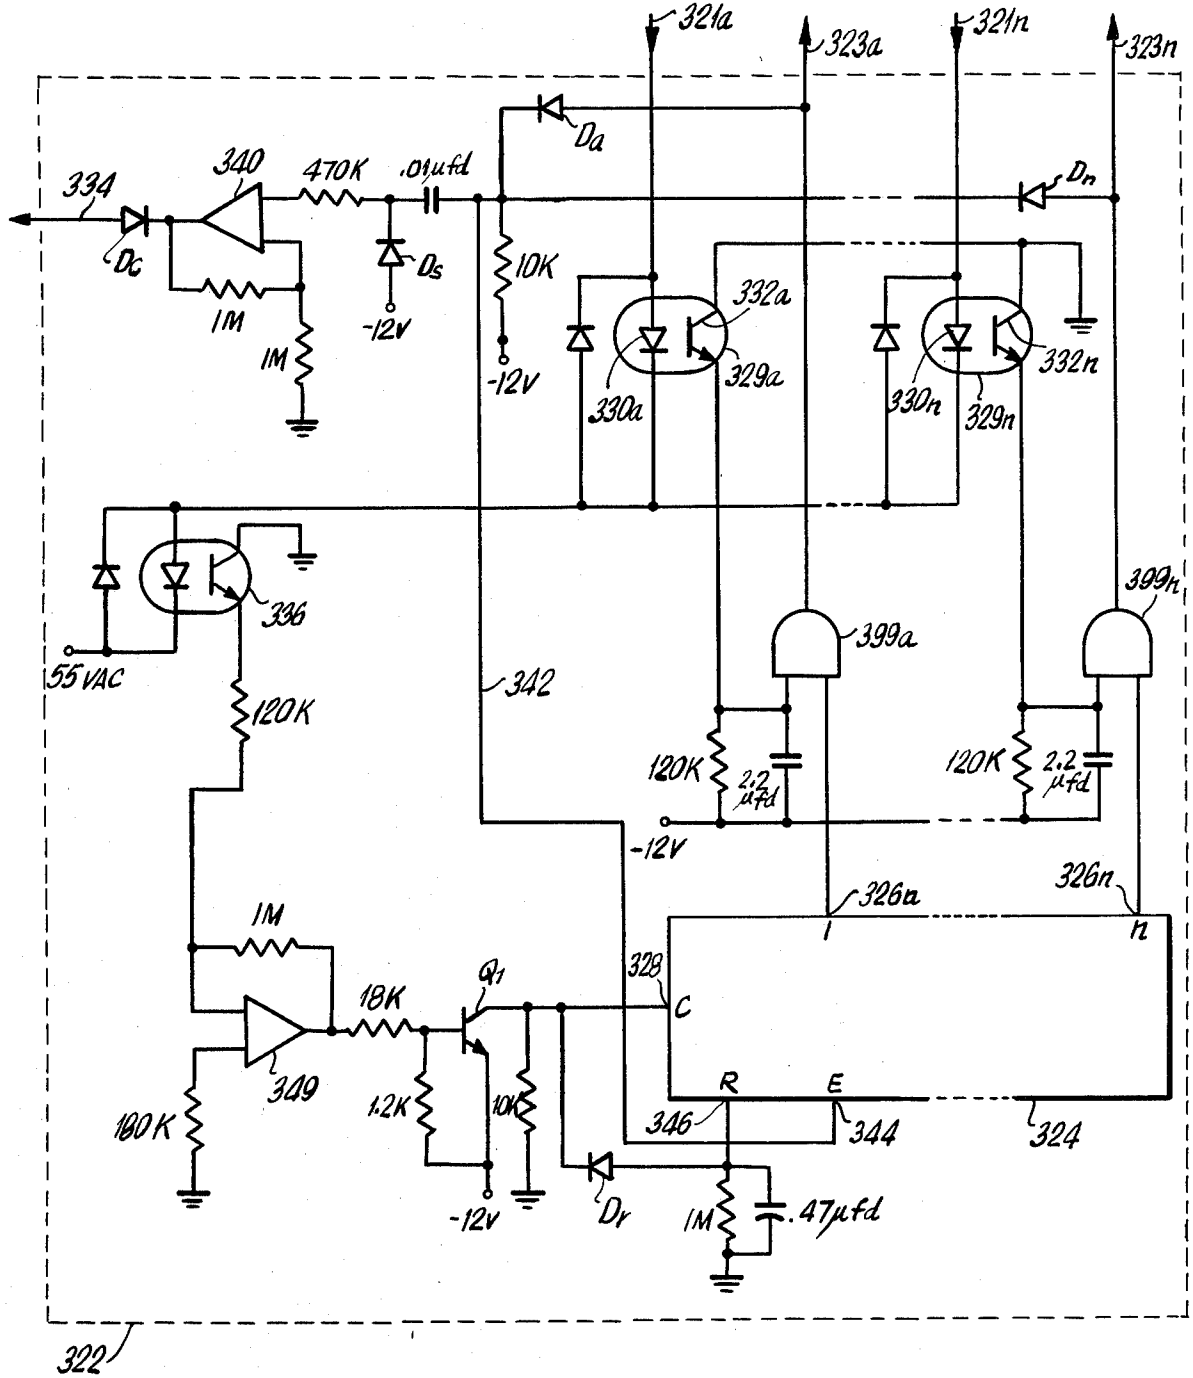 321a
323a
321n
323n
Da
Dn
334
340
470K
.01µfd
Dc
Ds
-12v
1M
1M
10K
-12v
332a
329a
330a
332n
330n
329n
336
55VAC
120K
342
399a
399n
120K
2.2
µfd
120K
2.2
µfd
-12v
326a
326n
1
n
328
C
1M
18K
Q1
349
1.2K
10K
180K
R
E
346
344
324
-12v
Dr
1M
.47µfd
322